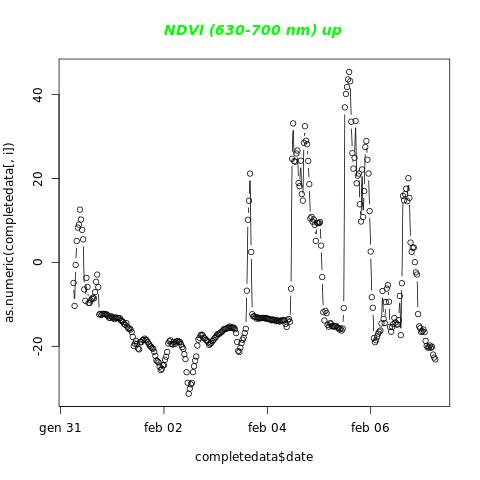 NDVI (630-700 nm) up
as.numeric(completedata[, i])
40
20
0
-20
gen 31
feb 02
feb 04
feb 06
completedata$date